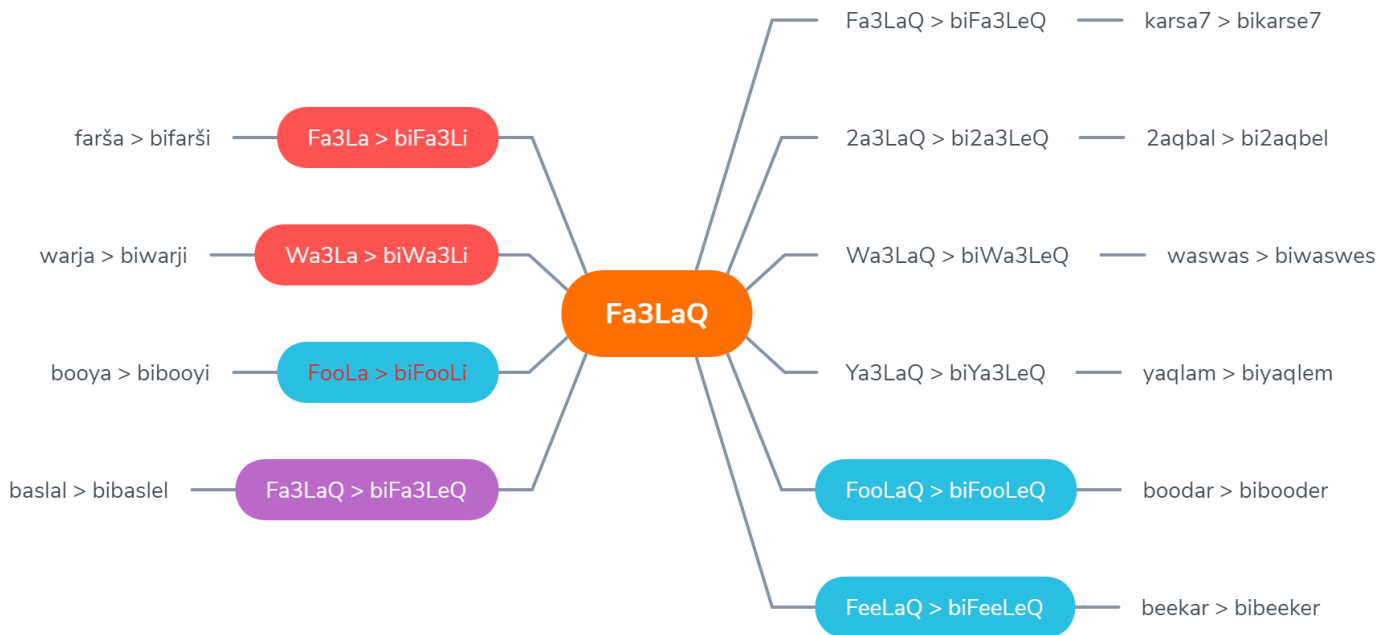 Fa3LaQ
Fa3LaQ > biFa3LeQ
karsa7 > bikarse7
2a3LaQ > bi2a3LeQ
2aqbal > bi2aqbel
Wa3LaQ > biWa3LeQ
waswas > biwaswes
Ya3LaQ > biYa3LeQ
yaqlam > biyaqlem
FooLaQ > biFooLeQ
boodar > bibooder
FeeLaQ > biFeeLeQ
beekar > bibeeker
Fa3La > biFa3Li
farša > bifarši
Wa3La > biWa3Li
warja > biwarji
FooLa > biFooLi
booya > bibooyi
Fa3LaQ > biFa3LeQ
baslal > bibaslel